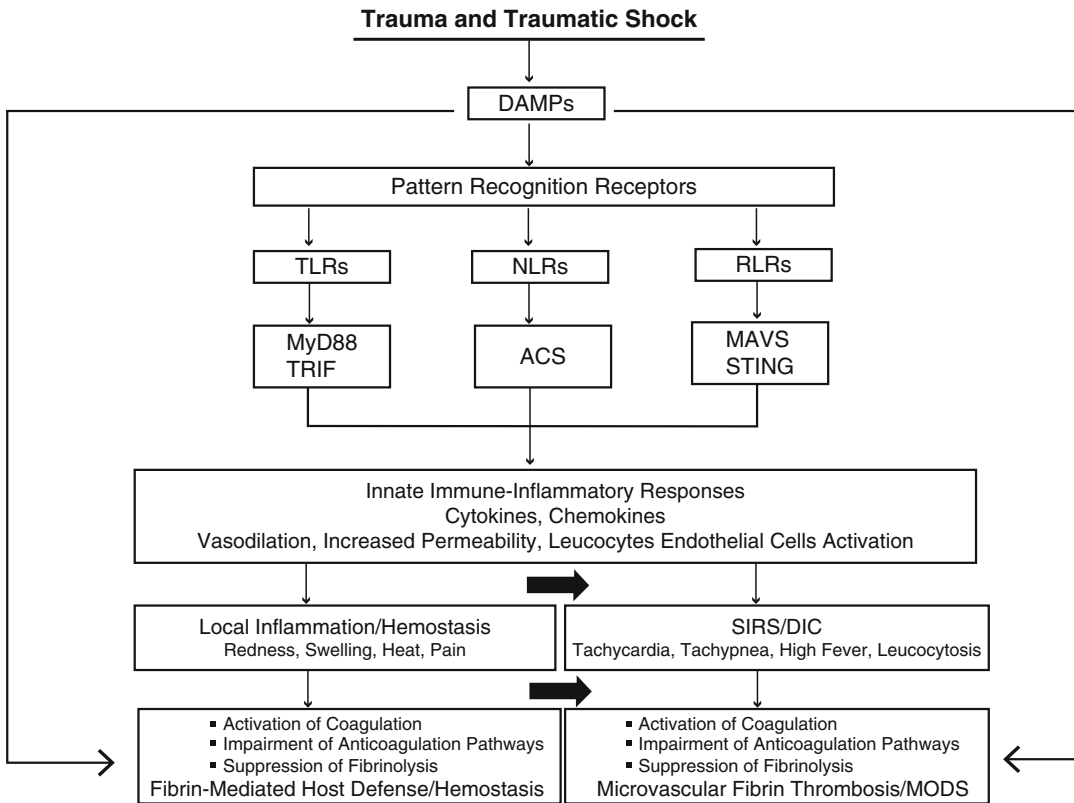 Trauma and Traumatic Shock
DAMPs
Pattern Recognition Receptors
TLRs
NLRs
RLRs
MyD88
TRIF
ACS
MAVS
STING
Innate Immune-Inflammatory Responses
Cytokines, Chemokines
Vasodilation, Increased Permeability, Leucocytes Endothelial Cells Activation
Local Inflammation/Hemostasis
Redness, Swelling, Heat, Pain
SIRS/DIC
Tachycardia, Tachypnea, High Fever, Leucocytosis
▪ Activation of Coagulation
▪ Impairment of Anticoagulation Pathways
▪ Suppression of Fibrinolysis
Fibrin-Mediated Host Defense/Hemostasis
▪ Activation of Coagulation
▪ Impairment of Anticoagulation Pathways
▪ Suppression of Fibrinolysis
Microvascular Fibrin Thrombosis/MODS